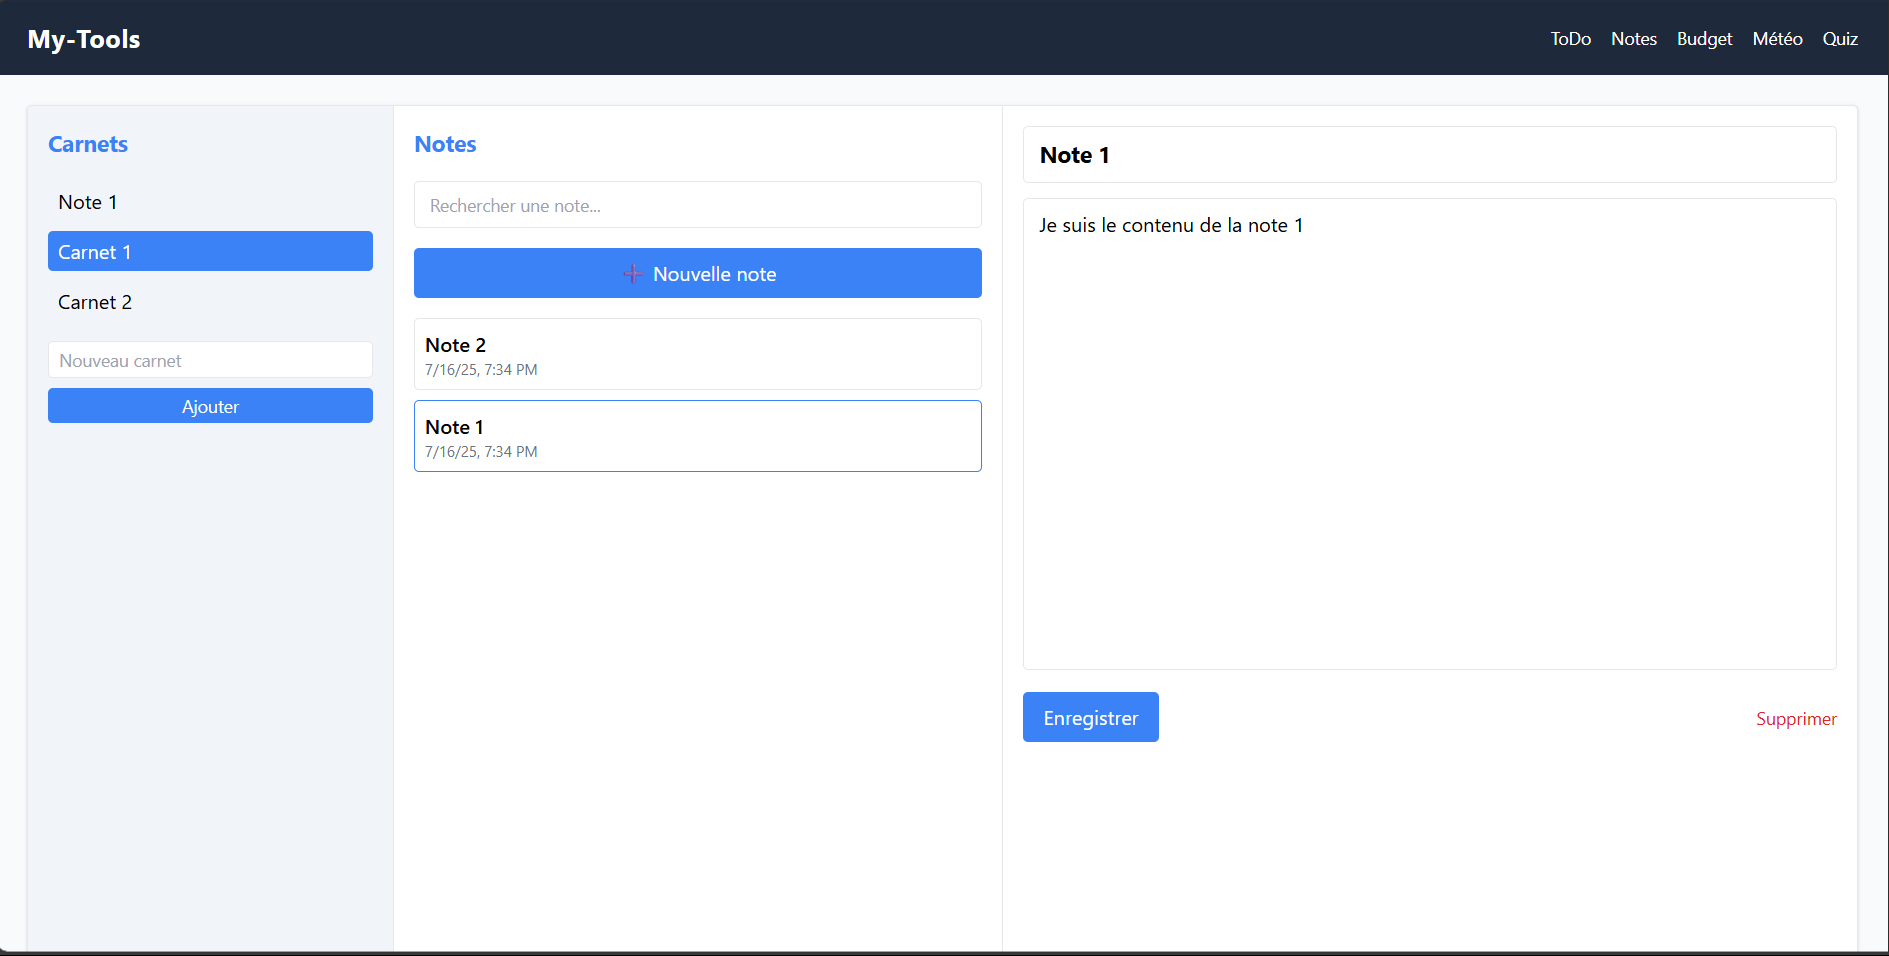 My-Tools
ToDo Notes Budget Météo Quiz
Carnets
Note 1
Carnet 1
Carnet 2
Nouveau carnet
Ajouter
Notes
Rechercher une note...
➕ Nouvelle note
Note 2
7/16/25, 7:34 PM
Note 1
7/16/25, 7:34 PM
Note 1
Je suis le contenu de la note 1
Enregistrer
Supprimer